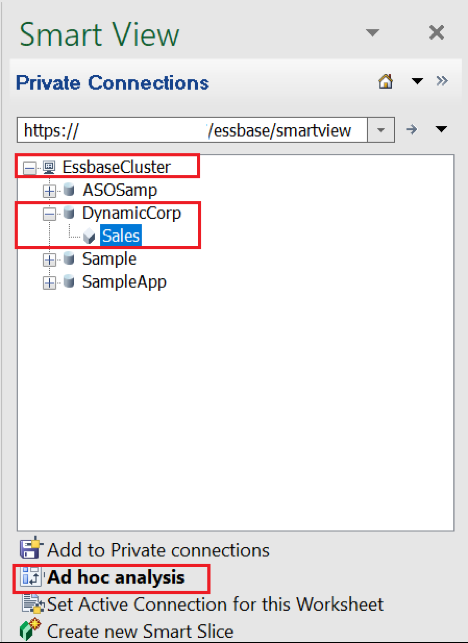 Smart View
Private Connections
https:// /essbase/smartview
EssbaseCluster
ASOSamp
DynamicCorp
Sales
Sample
SampleApp
Add to Private connections
Ad hoc analysis
Set Active Connection for this Worksheet
Create new Smart Slice